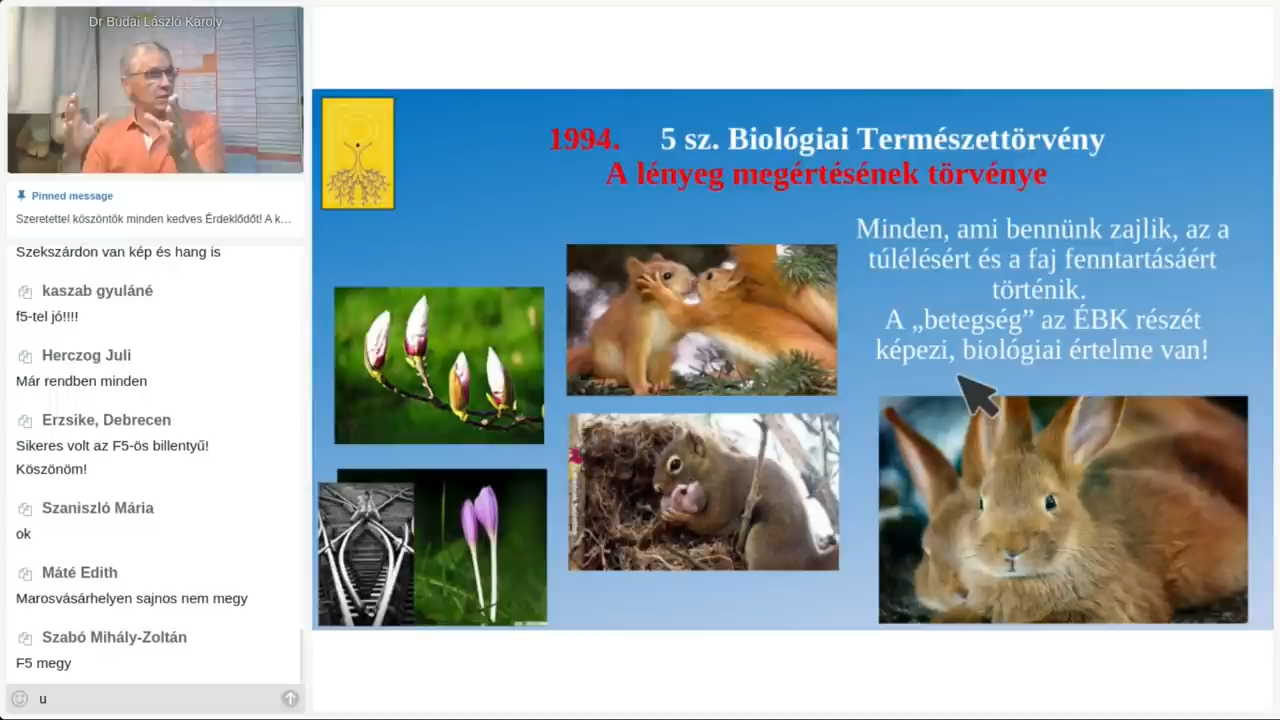 Dr Budai László Károly
Pinned message
Szeretettel köszöntök minden kedves Érdeklődőt! A k...
Szekszárdon van kép és hang is
kaszab gyuláné
f5-tel jó!!!!
Herczog Juli
Már rendben minden
Erzsike, Debrecen
Sikeres volt az F5-ös billentyű!
Köszönöm!
Szaniszló Mária
ok
Máté Edith
Marosvásárhelyen sajnos nem megy
Szabó Mihály-Zoltán
F5 megy
u
1994. 5 sz. Biológiai Természettörvény
A lényeg megértésének törvénye
Minden, ami bennünk zajlik, az a
túlélésért és a faj fenntartásáért
történik.
A „betegség” az ÉBK részét
képezi, biológiai értelme van!